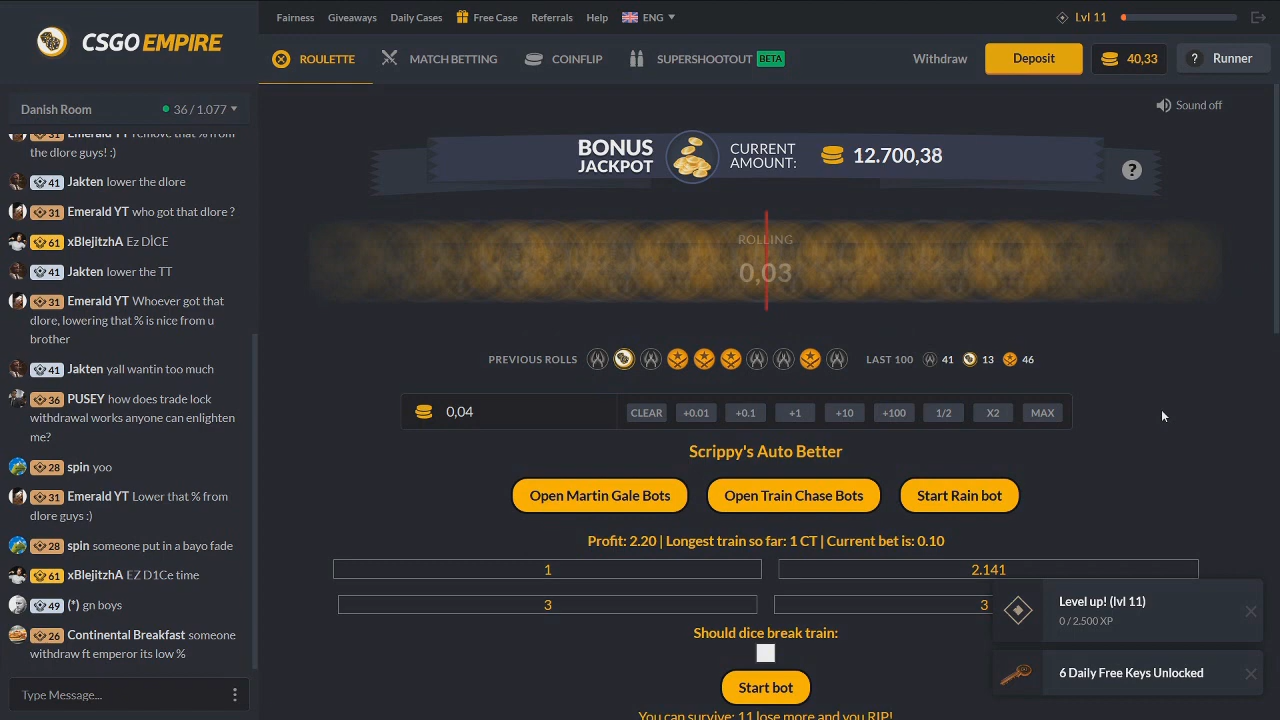 Fairness
Giveaways
Daily Cases
Free Case
Referrals
Help
ENG
Lvl 11
CSGOEMPIRE
ROULETTE
MATCH BETTING
COINFLIP
SUPERSHOOTOUT BETA
Withdraw
Deposit
40,33
? Runner
Danish Room
36 / 1.077
Sound off
31 Emerald YT remove that % from
the dlore guys! :)
41 Jakten lower the dlore
31 Emerald YT who got that dlore ?
61 xBlejitzhA Ez DİCE
41 Jakten lower the TT
31 Emerald YT Whoever got that
dlore, lowering that % is nice from u
brother
41 Jakten yall wantin too much
36 PUSEY how does trade lock
withdrawal works anyone can enlighten
me?
28 spin yoo
31 Emerald YT Lower that % from
dlore guys :)
28 spin someone put in a bayo fade
61 xBlejitzhA EZ D1Ce time
49 (*) gn boys
26 Continental Breakfast someone
withdraw ft emperor its low %
Type Message...
BONUS
JACKPOT
CURRENT
AMOUNT:
12.700,38
?
ROLLING
0,03
PREVIOUS ROLLS
LAST 100
41
13
46
0,04
CLEAR
+0.01
+0.1
+1
+10
+100
1/2
X2
MAX
Scrippy's Auto Better
Open Martin Gale Bots
Open Train Chase Bots
Start Rain bot
Profit: 2.20 | Longest train so far: 1 CT | Current bet is: 0.10
1
2.141
3
3
Should dice break train:
Start bot
You can survive: 11 lose more and you RIP!
Level up! (lvl 11)
0 / 2.500 XP
6 Daily Free Keys Unlocked